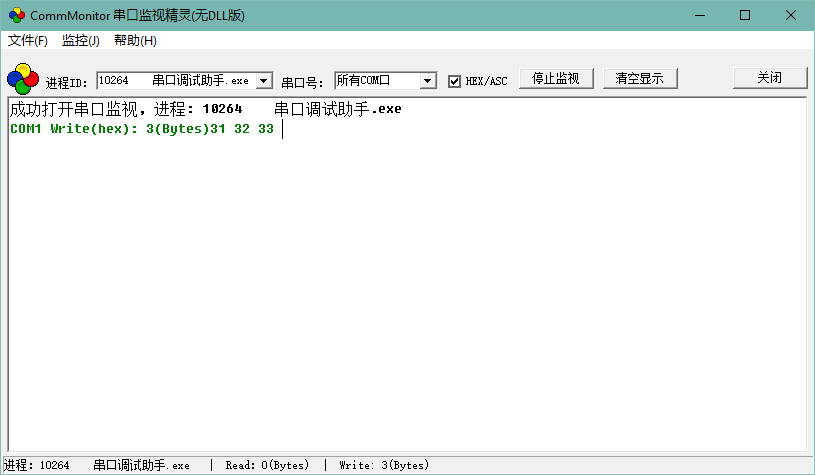 CommMonitor 串口监视精灵(无DLL版)
文件(F) 监控(J) 帮助(H)
进程ID: 10264 串口调试助手.exe 串口号: 所有COM口 HEX/ASC 停止监视 清空显示 关闭
成功打开串口监视，进程: 10264 串口调试助手.exe
COM1 Write(hex): 3(Bytes)31 32 33
进程: 10264 串口调试助手.exe | Read: 0(Bytes) | Write: 3(Bytes)